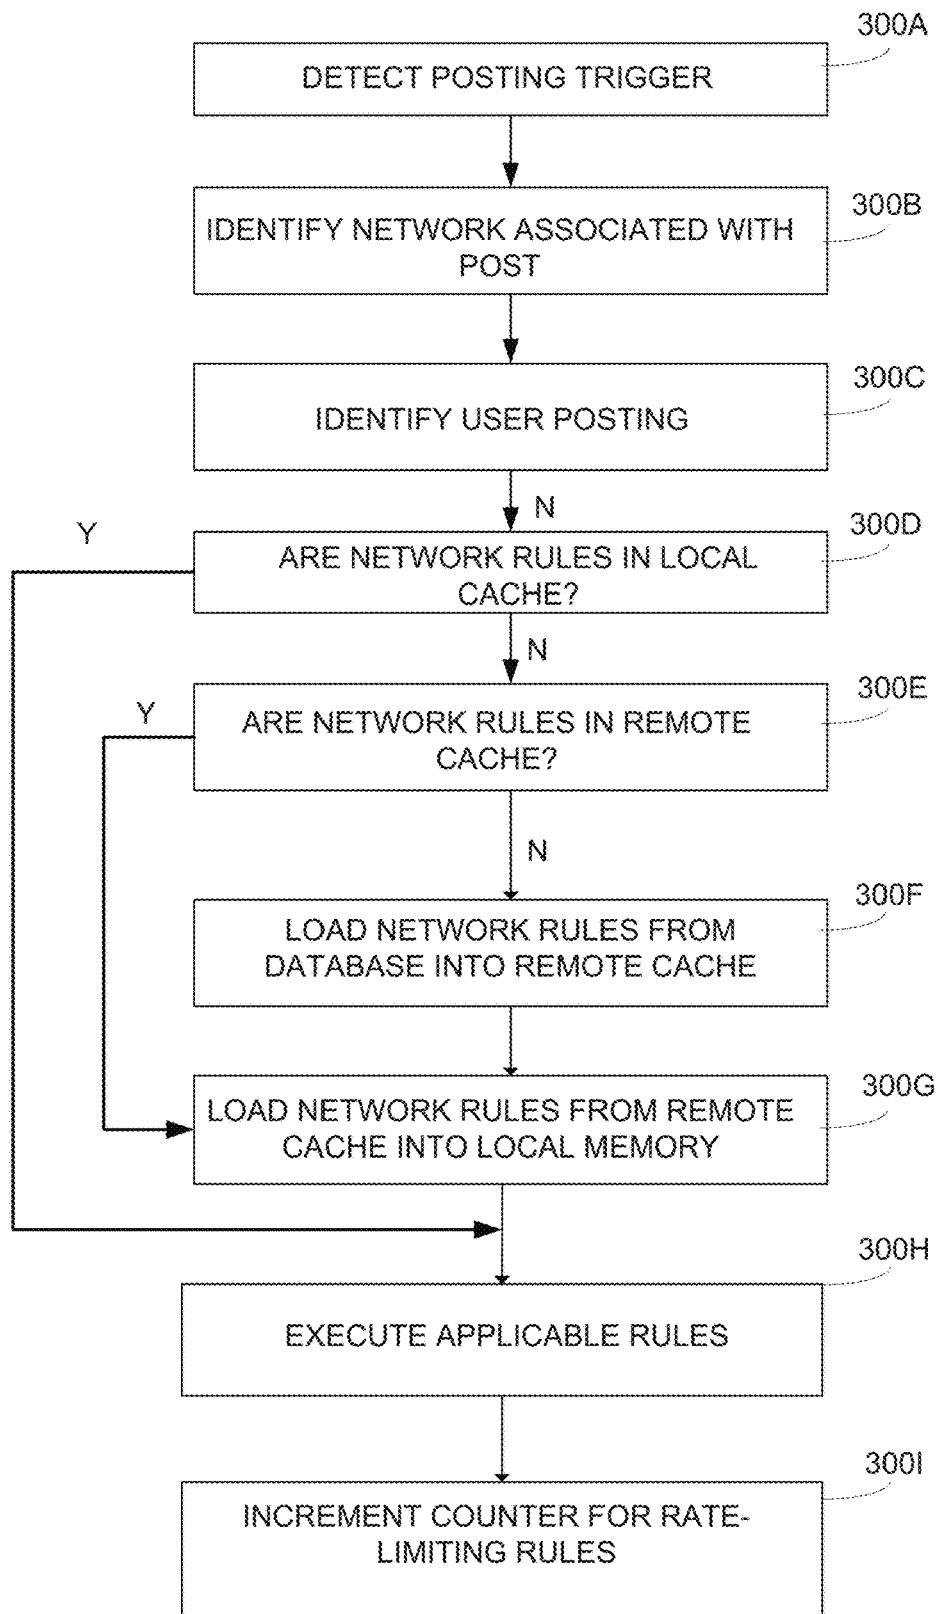 300A
DETECT POSTING TRIGGER
300B
IDENTIFY NETWORK ASSOCIATED WITH
POST
300C
IDENTIFY USER POSTING
N
Y
300D
ARE NETWORK RULES IN LOCAL
CACHE?
N
300E
Y
ARE NETWORK RULES IN REMOTE
CACHE?
N
300F
LOAD NETWORK RULES FROM
DATABASE INTO REMOTE CACHE
300G
LOAD NETWORK RULES FROM REMOTE
CACHE INTO LOCAL MEMORY
300H
EXECUTE APPLICABLE RULES
300I
INCREMENT COUNTER FOR RATE-
LIMITING RULES